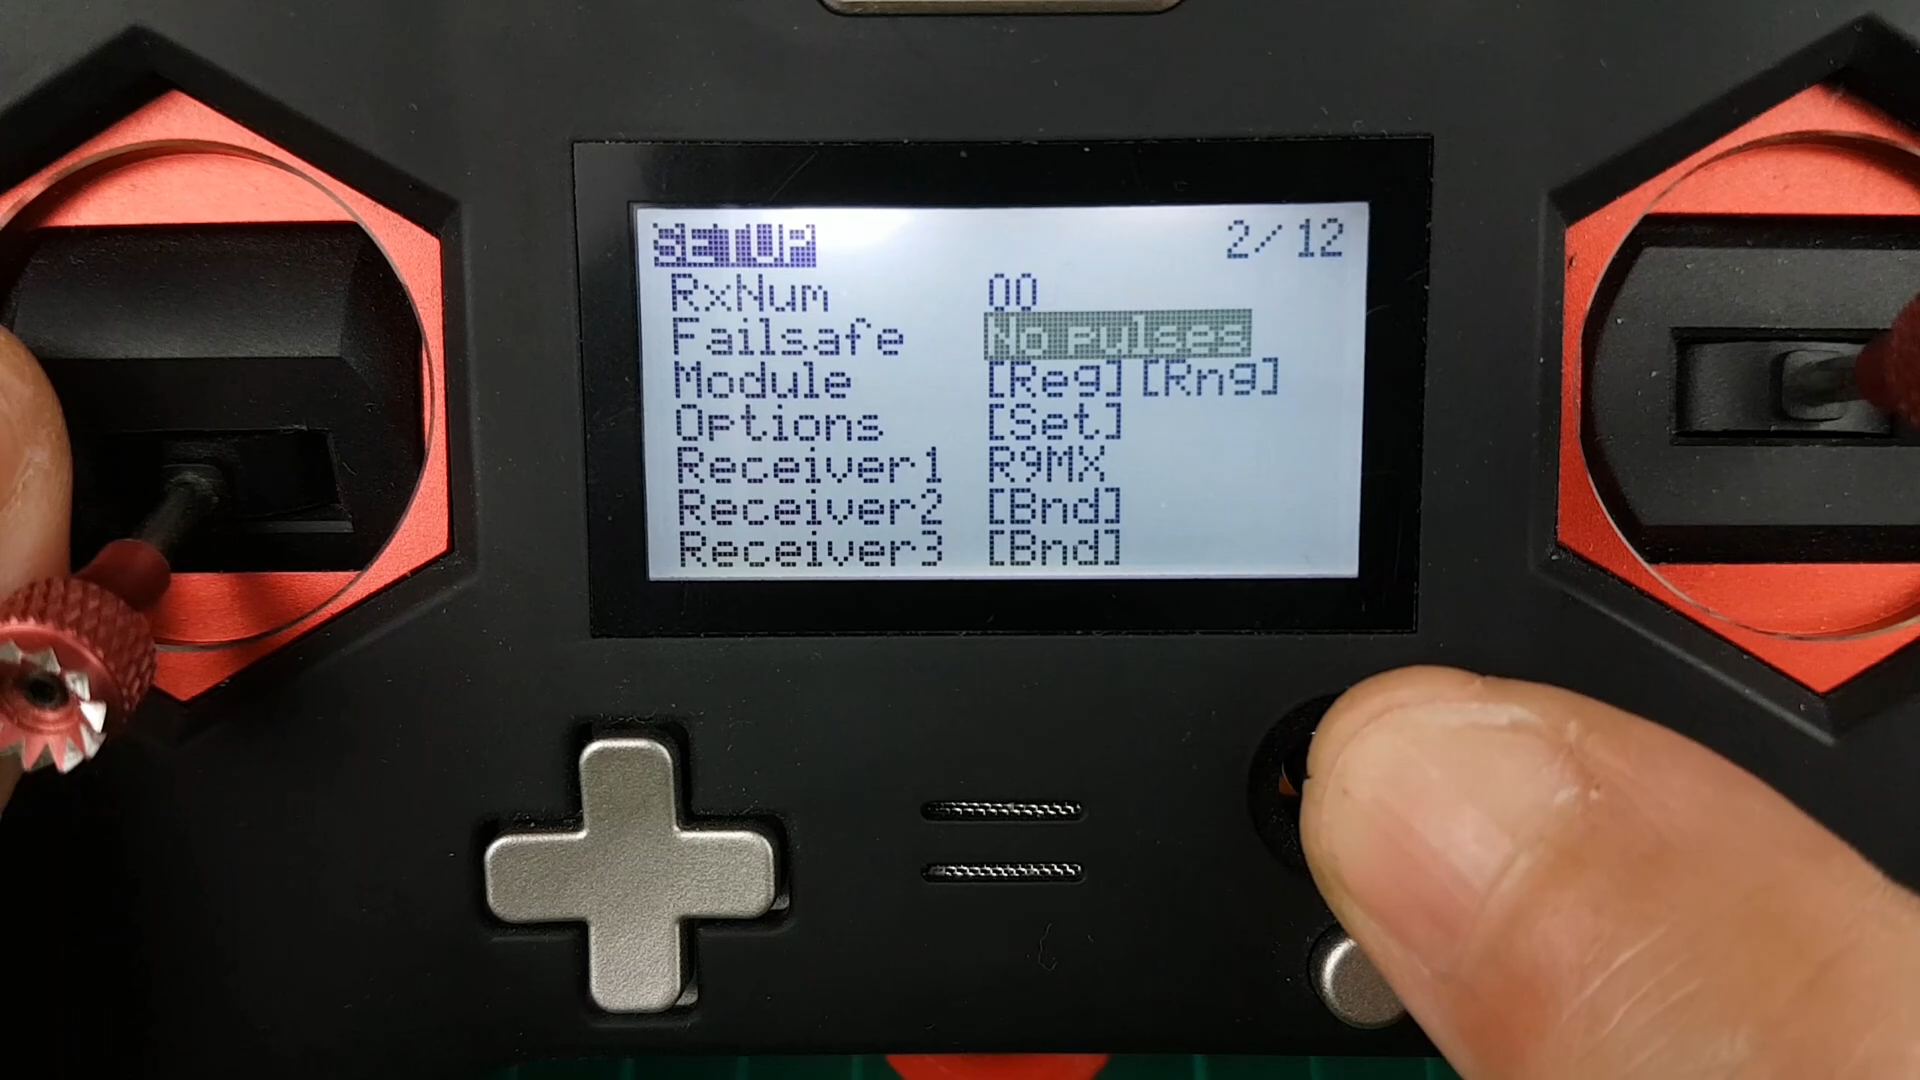 SETUP 2/12
RxNum 00
Failsafe No pulses
Module [Reg] [Rng]
Options [Set]
Receiver1 R9MX
Receiver2 [Bnd]
Receiver3 [Bnd]